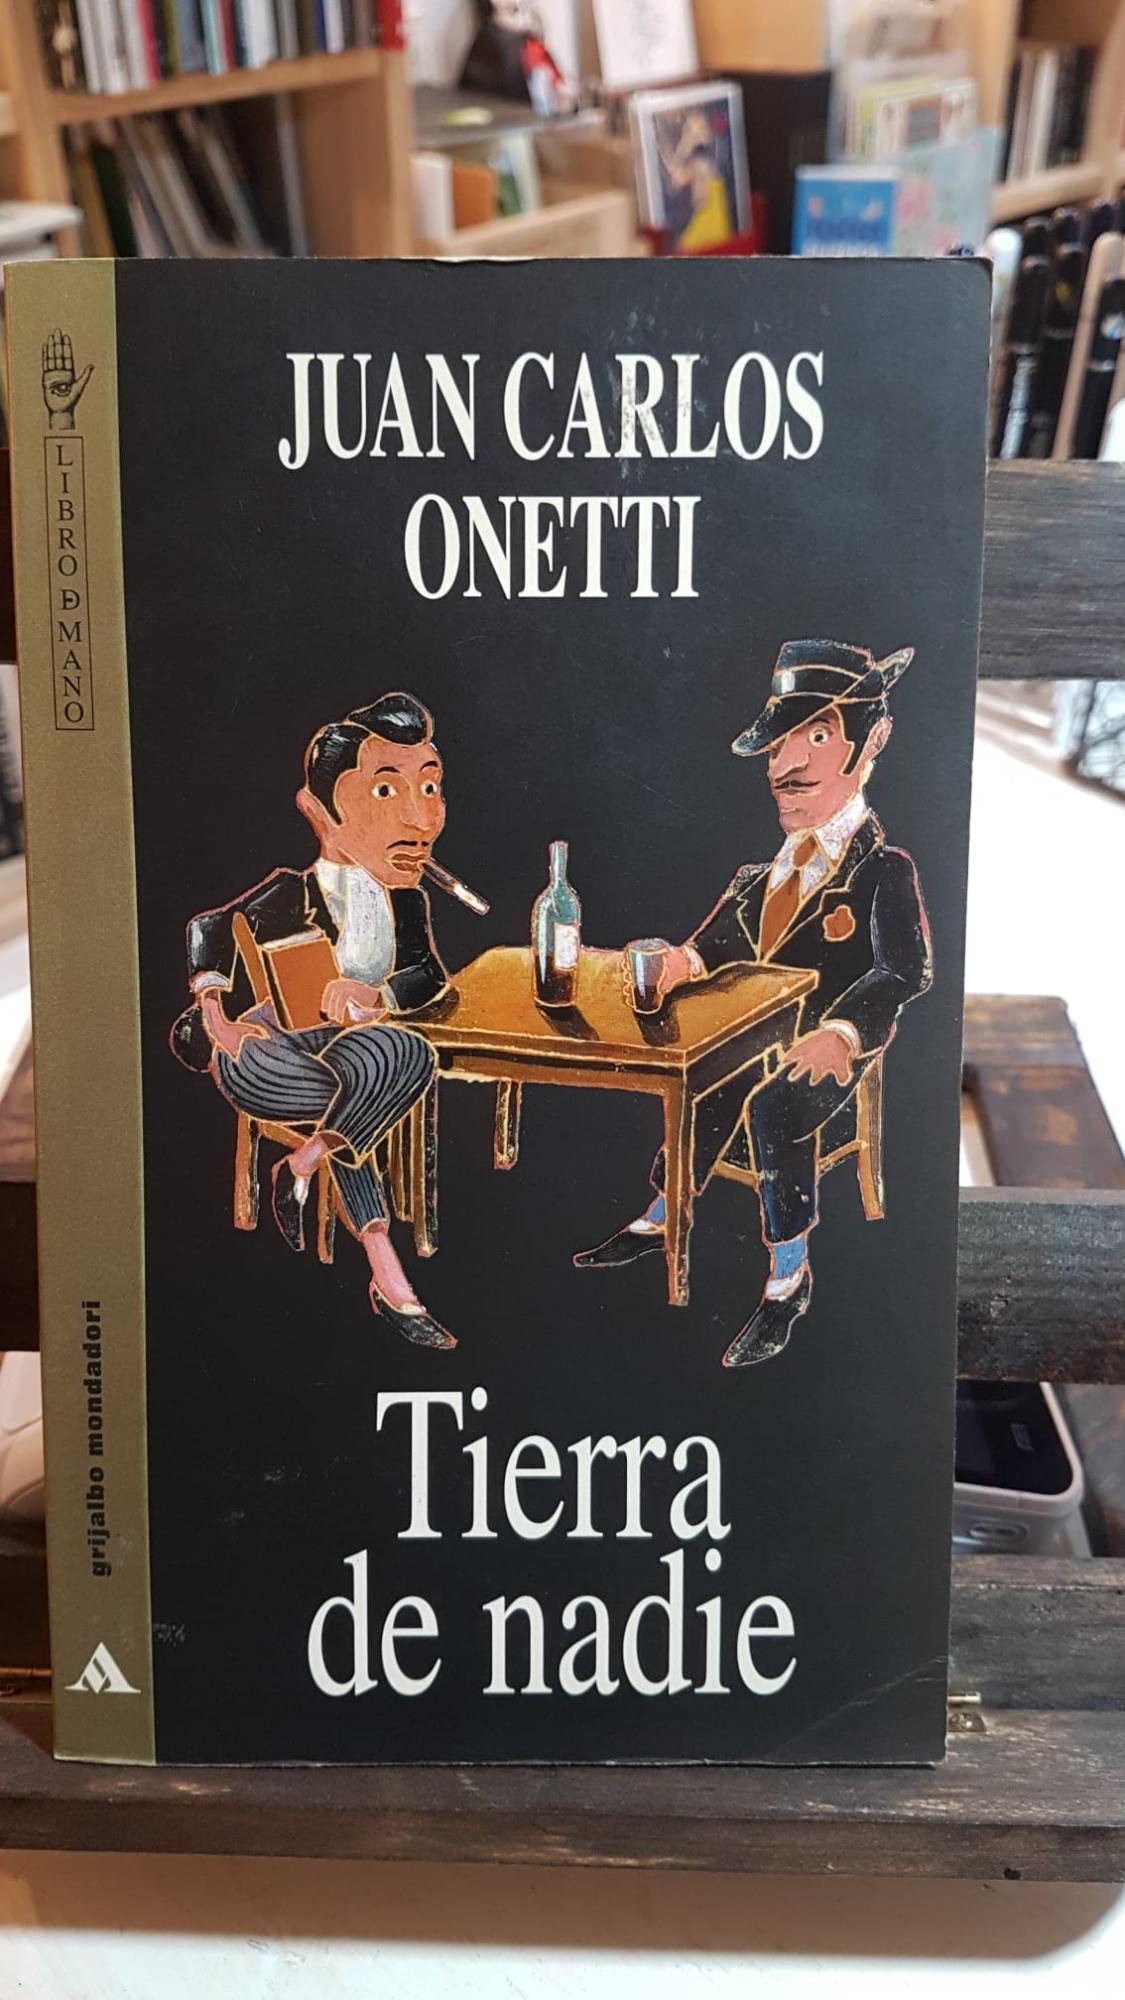 JUAN CARLOS
ONETTI
LIBRO DE MANO
grijalbo mondadori
Tierra
de nadie